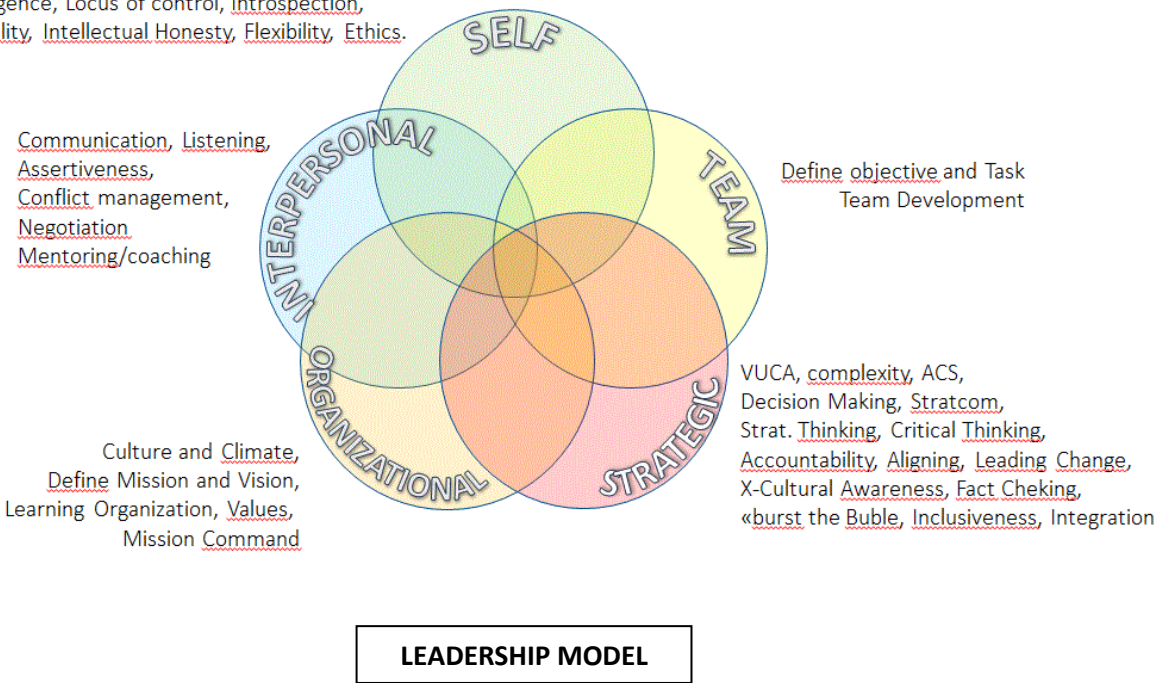 Locus of control, Introspection,
Intellectual Honesty, Flexibility, Ethics.
SELF
INTERPERSONAL
Communication, Listening,
Assertiveness,
Conflict management,
Negotiation
Mentoring/coaching
TEAM
Define objective and Task
Team Development
ORGANIZATIONAL
Culture and Climate,
Define Mission and Vision,
Learning Organization, Values,
Mission Command
STRATEGIC
VUCA, complexity, ACS,
Decision Making, Stratcom,
Strat. Thinking, Critical Thinking,
Accountability, Aligning, Leading Change,
X-Cultural Awareness, Fact Cheking,
«burst the Buble, Inclusiveness, Integration
LEADERSHIP MODEL